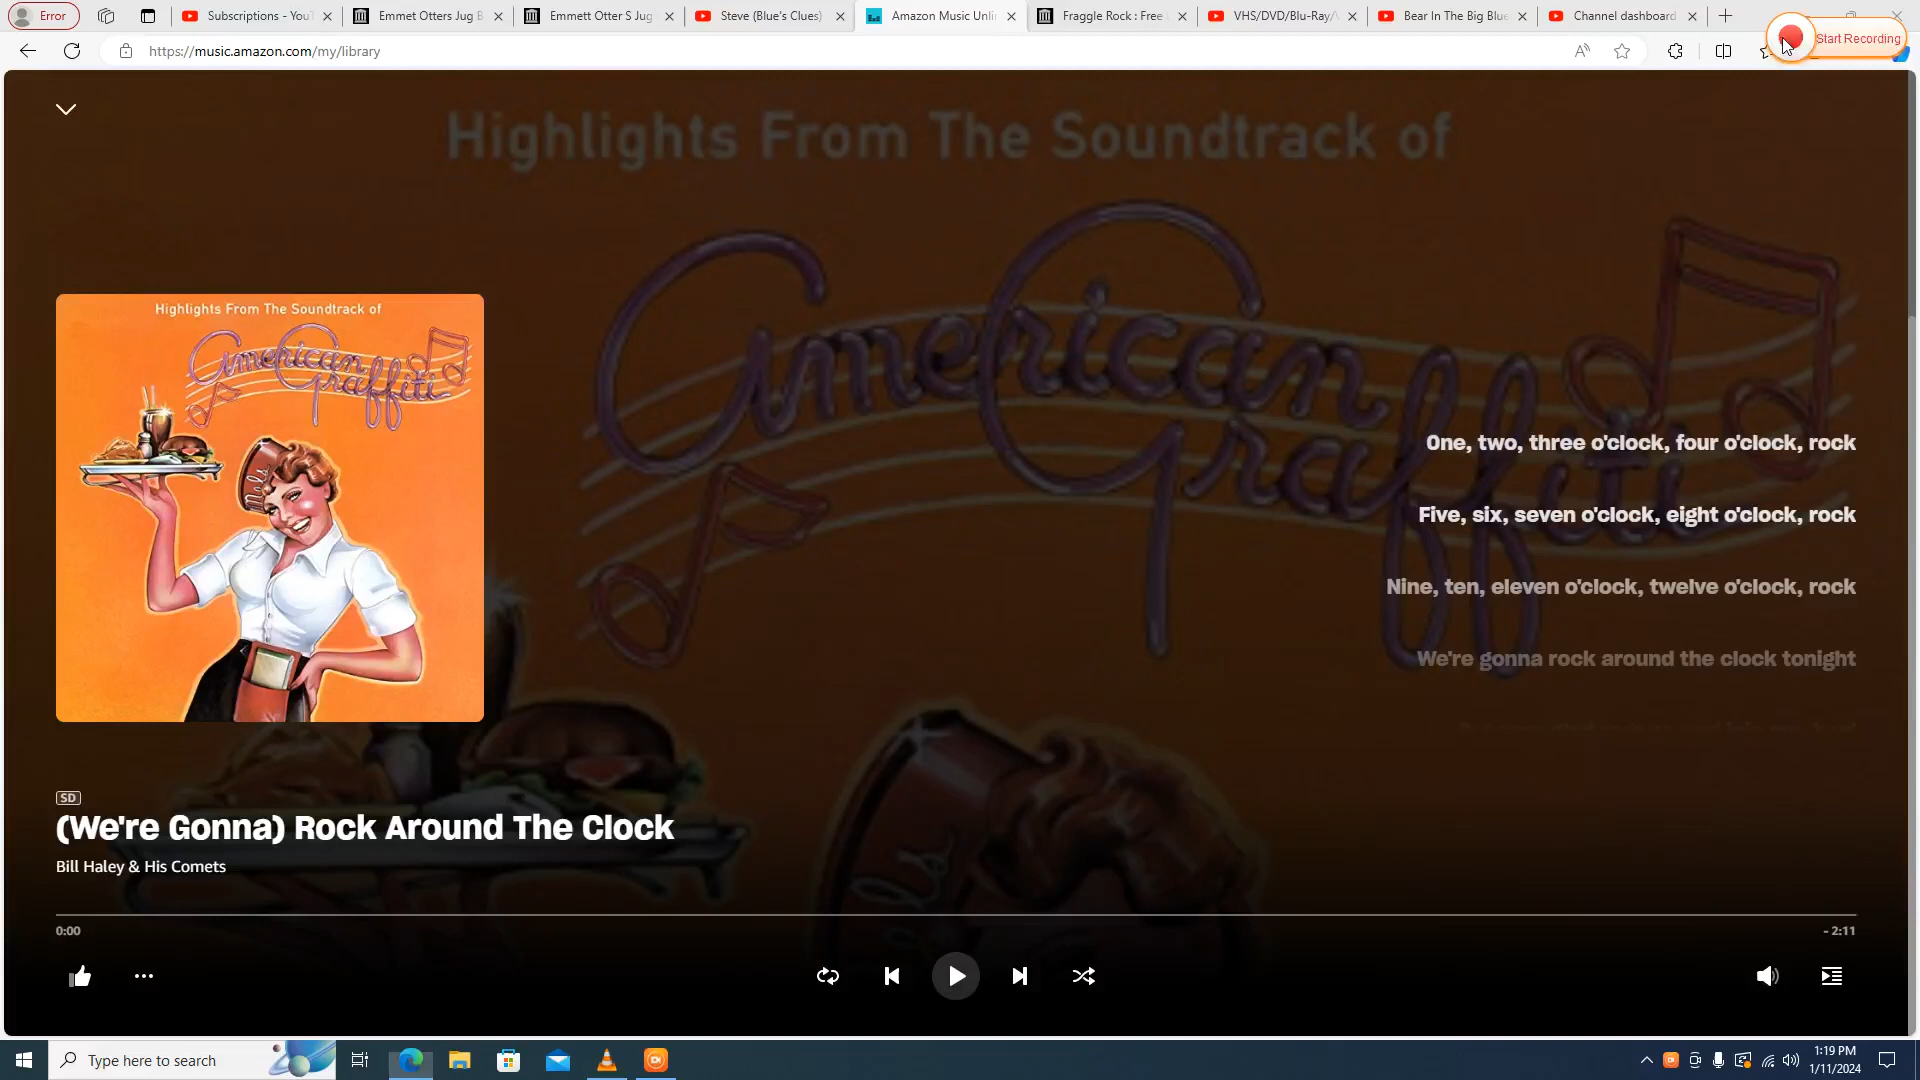 Error
Subscriptions - YouT
Emmet Otters Jug B
Emmett Otter S Jug
Steve (Blue's Clues)
Amazon Music Unli
Fraggle Rock : Free
VHS/DVD/Blu-Ray/
Bear In The Big Blue
Channel dashboard
Start Recording
https://music.amazon.com/my/library
Highlights From The Soundtrack of
American
Graffiti
Highlights From The Soundtrack of
American
Graffiti
Mels
One, two, three o'clock, four o'clock, rock
Five, six, seven o'clock, eight o'clock, rock
Nine, ten, eleven o'clock, twelve o'clock, rock
We're gonna rock around the clock tonight
SD
(We're Gonna) Rock Around The Clock
Bill Haley & His Comets
0:00
- 2:11
Type here to search
1:19 PM
1/11/2024